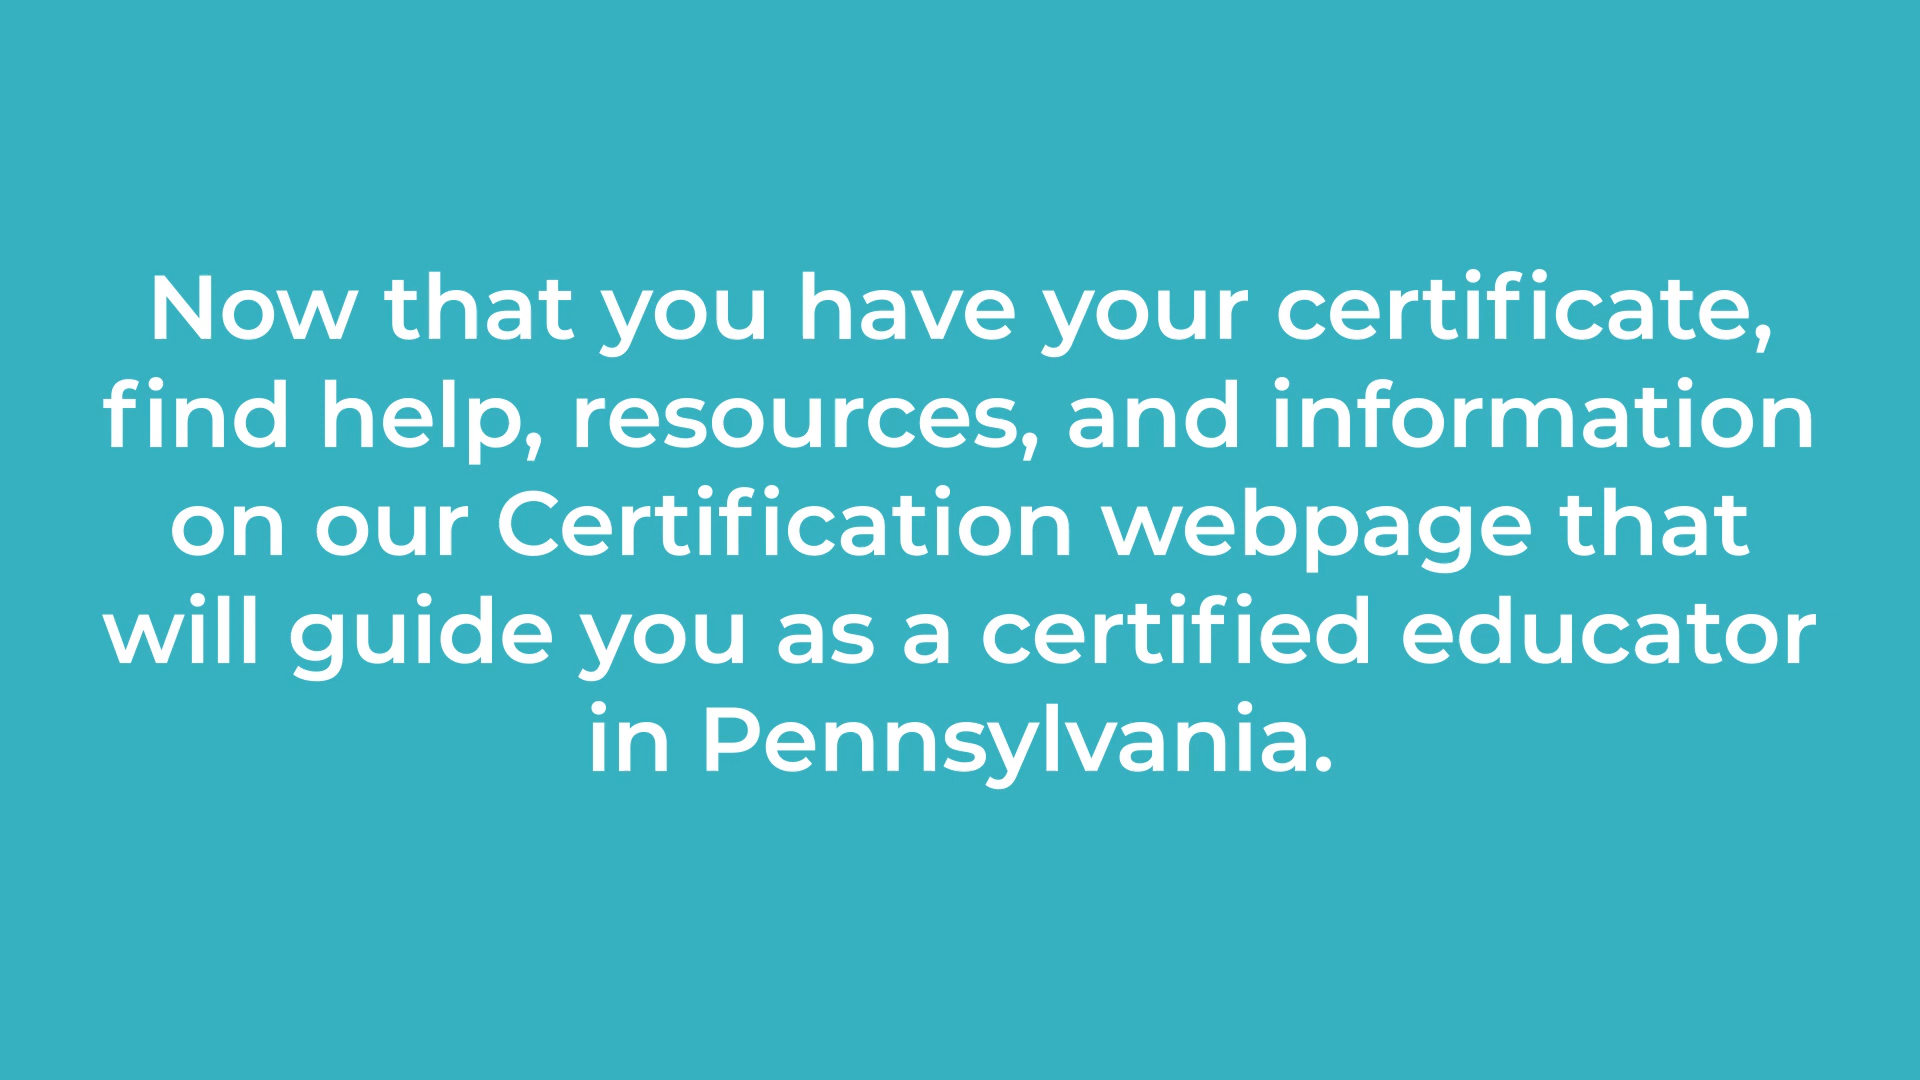 Now that you have your certificate,
find help, resources, and information
on our Certification webpage that
will guide you as a certified educator
in Pennsylvania.